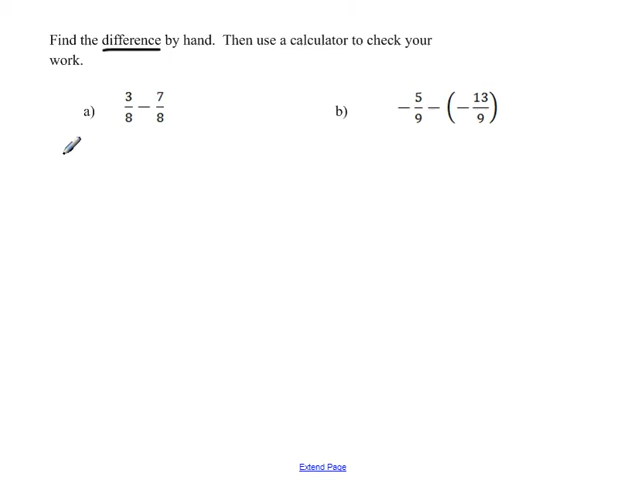 Find the difference by hand. Then use a calculator to check your
work.
a) 3/8 − 7/8
b) −5/9 − (−13/9)
Extend Page